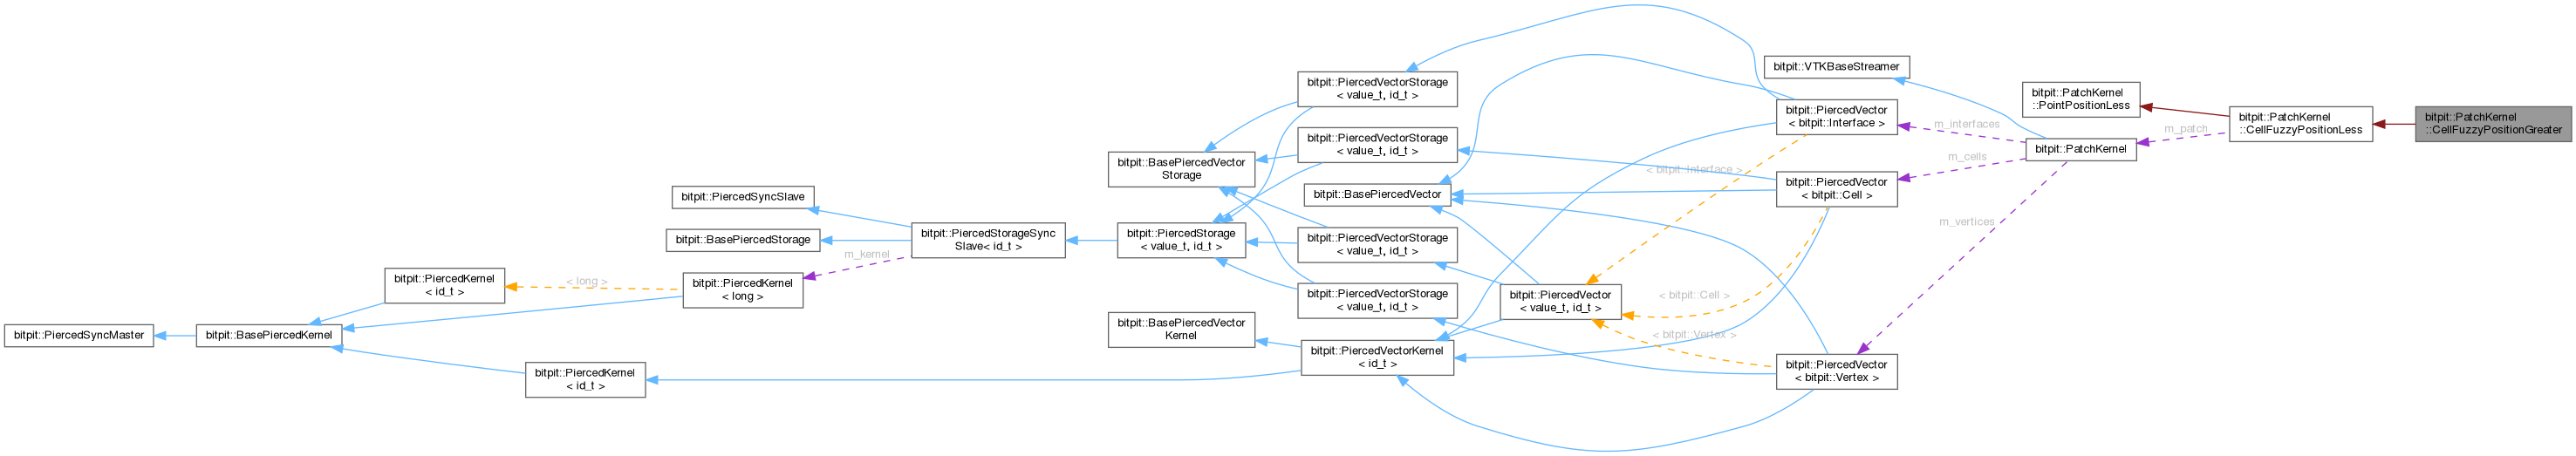 bitpit::PiercedVectorStorage
< value_t, id_t >
bitpit::VTKBaseStreamer
bitpit::PatchKernel
::PointPositionLess
bitpit::PiercedVector
< bitpit::Interface >
bitpit::PatchKernel
::CellFuzzyPositionLess
bitpit::PatchKernel
::CellFuzzyPositionGreater
m_interfaces
m_patch
bitpit::PiercedVectorStorage
< value_t, id_t >
bitpit::PatchKernel
m_cells
bitpit::BasePiercedVector
Storage
< bitpit::Interface >
bitpit::PiercedVector
< bitpit::Cell >
bitpit::BasePiercedVector
bitpit::PiercedSyncSlave
m_vertices
bitpit::BasePiercedStorage
bitpit::PiercedStorageSync
Slave< id_t >
bitpit::PiercedStorage
< value_t, id_t >
bitpit::PiercedVectorStorage
< value_t, id_t >
m_kernel
bitpit::PiercedKernel
< id_t >
< long >
bitpit::PiercedKernel
< long >
bitpit::PiercedVectorStorage
< value_t, id_t >
bitpit::PiercedVector
< value_t, id_t >
< bitpit::Cell >
bitpit::PiercedSyncMaster
bitpit::BasePiercedKernel
bitpit::BasePiercedVector
Kernel
< bitpit::Vertex >
bitpit::PiercedVectorKernel
< id_t >
bitpit::PiercedVector
< bitpit::Vertex >
bitpit::PiercedKernel
< id_t >